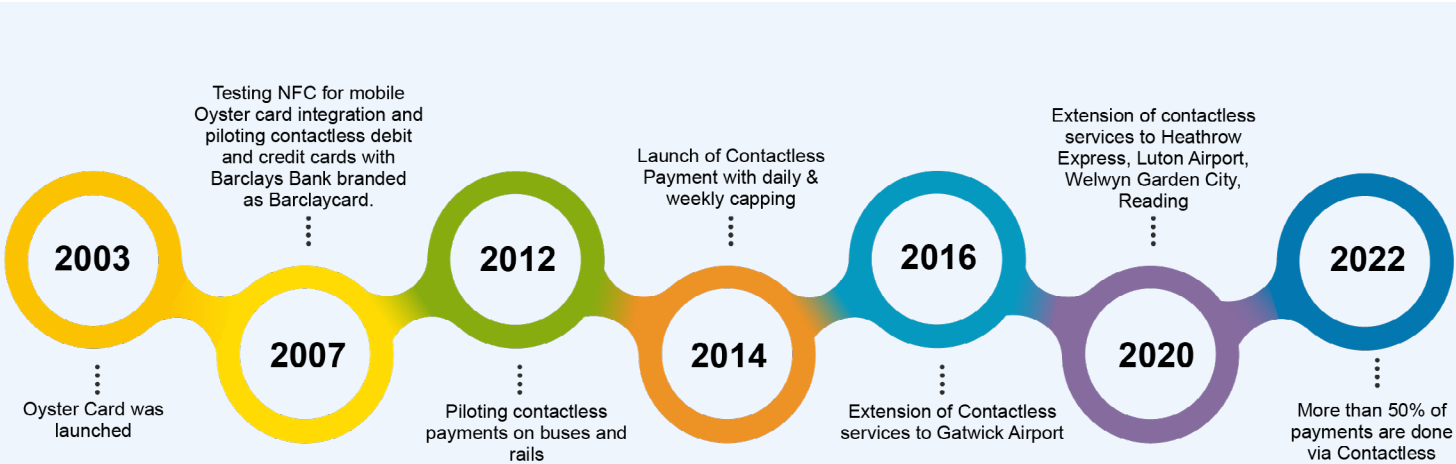 2003
Oyster Card was
launched
Testing NFC for mobile
Oyster card integration and
piloting contactless debit
and credit cards with
Barclays Bank branded
as Barclaycard.
2007
2012
Piloting contactless
payments on buses and
rails
Launch of Contactless
Payment with daily &
weekly capping
2014
2016
Extension of Contactless
services to Gatwick Airport
Extension of contactless
services to Heathrow
Express, Luton Airport,
Welwyn Garden City,
Reading
2020
2022
More than 50% of
payments are done
via Contactless